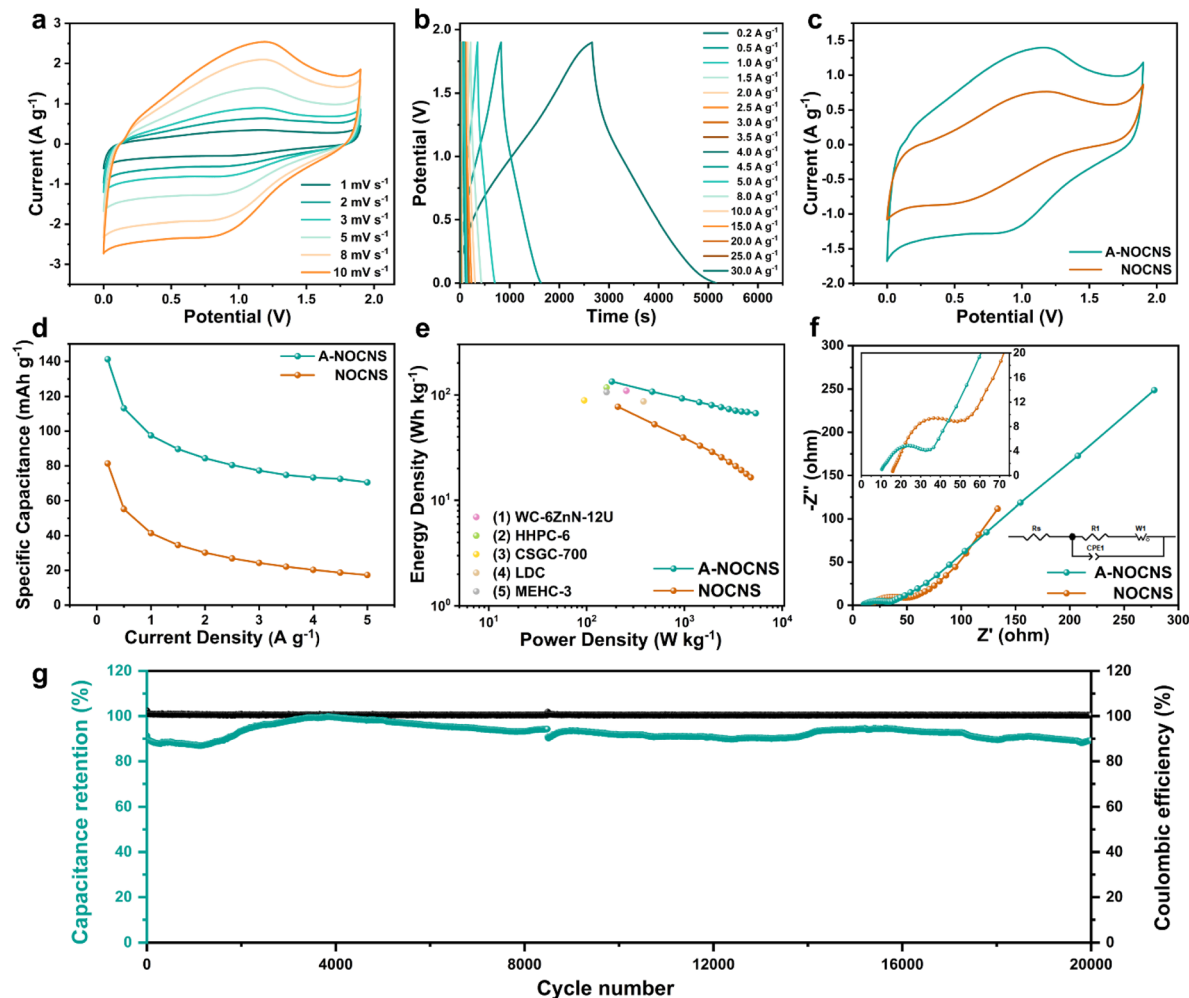 a
3
2
1
0
-1
-2
-3
Current (A g⁻¹)
1 mV s⁻¹
2 mV s⁻¹
3 mV s⁻¹
5 mV s⁻¹
8 mV s⁻¹
10 mV s⁻¹
0.0 0.5 1.0 1.5 2.0
Potential (V)
b
2.0
1.5
1.0
0.5
0.0
Potential (V)
0.2 A g⁻¹
0.5 A g⁻¹
1.0 A g⁻¹
1.5 A g⁻¹
2.0 A g⁻¹
2.5 A g⁻¹
3.0 A g⁻¹
3.5 A g⁻¹
4.0 A g⁻¹
4.5 A g⁻¹
5.0 A g⁻¹
8.0 A g⁻¹
10.0 A g⁻¹
15.0 A g⁻¹
20.0 A g⁻¹
25.0 A g⁻¹
30.0 A g⁻¹
0 1000 2000 3000 4000 5000 6000
Time (s)
c
2.0
1.5
1.0
0.5
0.0
-0.5
-1.0
-1.5
-2.0
Current (A g⁻¹)
A-NOCNS
NOCNS
0.0 0.5 1.0 1.5 2.0
Potential (V)
d
140
120
100
80
60
40
20
0
Specific Capacitance (mAh g⁻¹)
A-NOCNS
NOCNS
0 1 2 3 4 5
Current Density (A g⁻¹)
e
10²
10¹
10⁰
Energy Density (Wh kg⁻¹)
(1) WC-6ZnN-12U
(2) HHPC-6
(3) CSGC-700
(4) LDC
(5) MEHC-3
A-NOCNS
NOCNS
10¹ 10² 10³ 10⁴
Power Density (W kg⁻¹)
f
-300
-250
-200
-150
-100
-50
0
-Z'' (ohm)
20
16
12
8
4
0
0 10 20 30 40 50 60 70
Rs R1 W1
CPE1
A-NOCNS
NOCNS
0 50 100 150 200 250 300
Z' (ohm)
g
120
100
80
60
40
20
0
Capacitance retention (%)
120
100
80
60
40
20
0
Coulombic efficiency (%)
0 4000 8000 12000 16000 20000
Cycle number